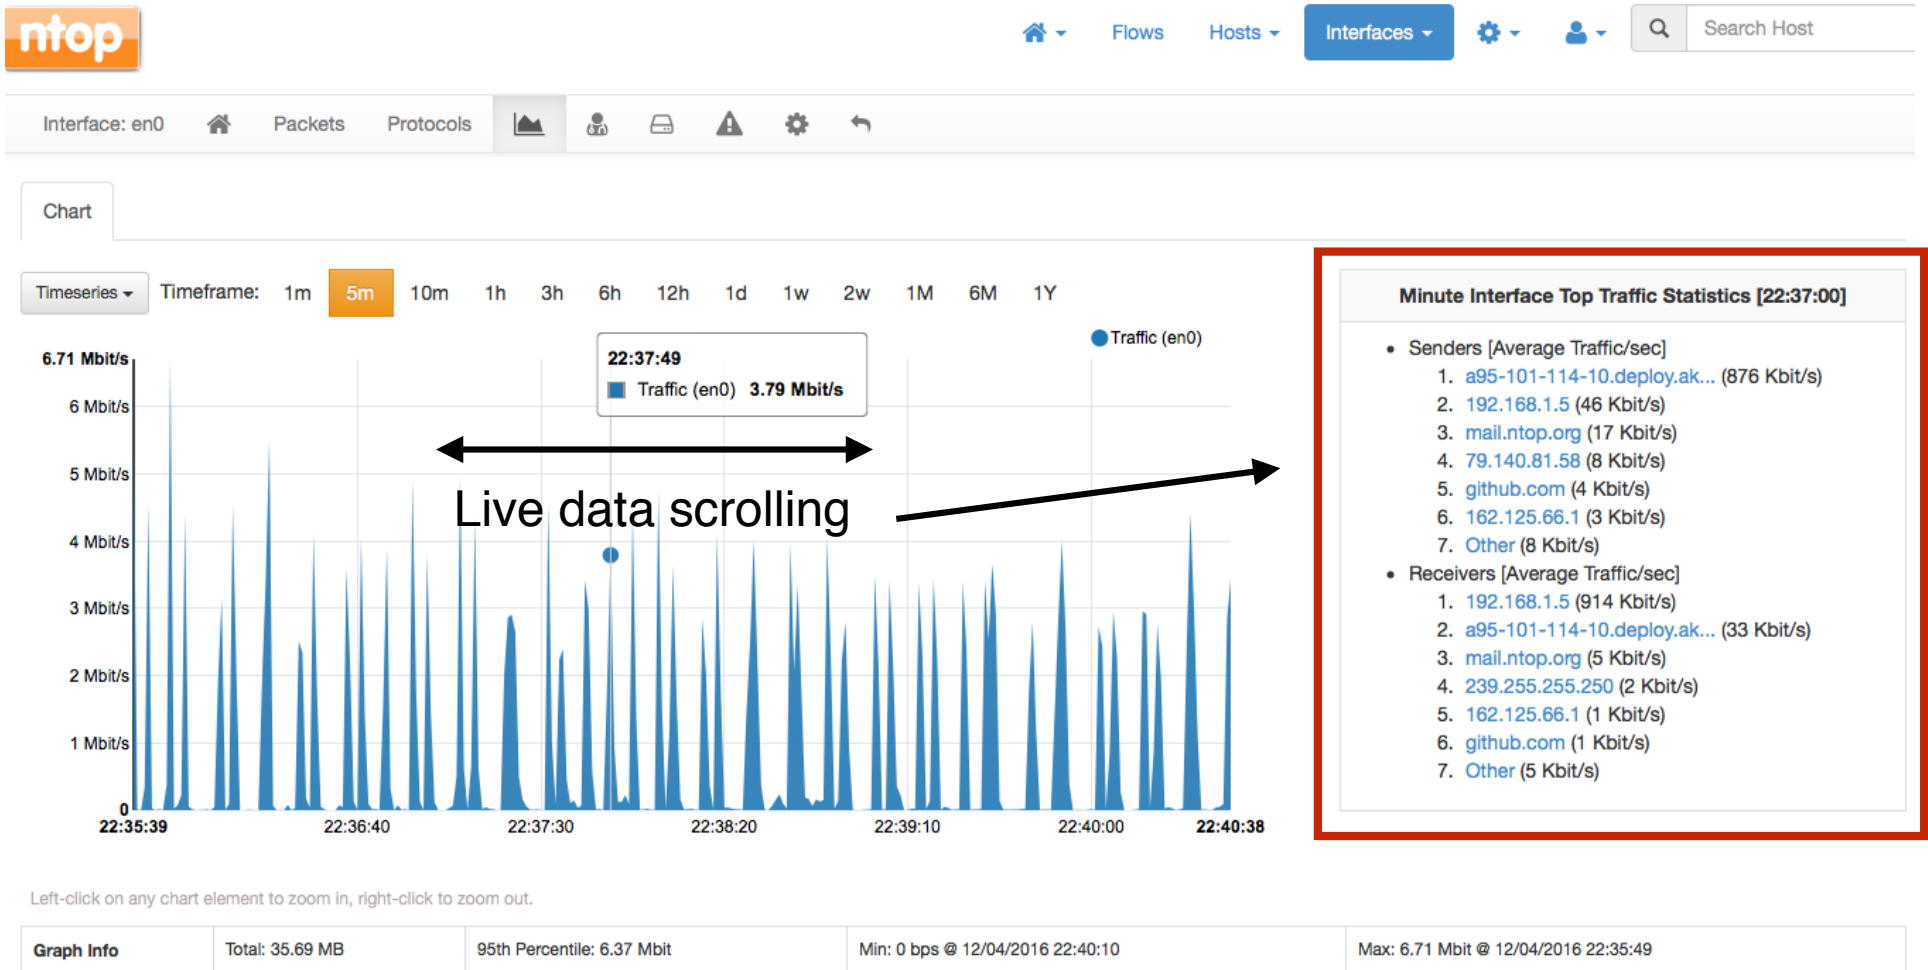 ntop
Flows Hosts Interfaces Search Host
Interface: en0 Packets Protocols
Chart
Timeseries Timeframe: 1m 5m 10m 1h 3h 6h 12h 1d 1w 2w 1M 6M 1Y
Traffic (en0)
22:37:49
Traffic (en0) 3.79 Mbit/s
6.71 Mbit/s
6 Mbit/s
5 Mbit/s
4 Mbit/s
3 Mbit/s
2 Mbit/s
1 Mbit/s
0
Live data scrolling
22:35:39 22:36:40 22:37:30 22:38:20 22:39:10 22:40:00 22:40:38
Minute Interface Top Traffic Statistics [22:37:00]
• Senders [Average Traffic/sec]
1. a95-101-114-10.deploy.ak... (876 Kbit/s)
2. 192.168.1.5 (46 Kbit/s)
3. mail.ntop.org (17 Kbit/s)
4. 79.140.81.58 (8 Kbit/s)
5. github.com (4 Kbit/s)
6. 162.125.66.1 (3 Kbit/s)
7. Other (8 Kbit/s)
• Receivers [Average Traffic/sec]
1. 192.168.1.5 (914 Kbit/s)
2. a95-101-114-10.deploy.ak... (33 Kbit/s)
3. mail.ntop.org (5 Kbit/s)
4. 239.255.255.250 (2 Kbit/s)
5. 162.125.66.1 (1 Kbit/s)
6. github.com (1 Kbit/s)
7. Other (5 Kbit/s)
Left-click on any chart element to zoom in, right-click to zoom out.
Graph Info Total: 35.69 MB 95th Percentile: 6.37 Mbit Min: 0 bps @ 12/04/2016 22:40:10 Max: 6.71 Mbit @ 12/04/2016 22:35:49